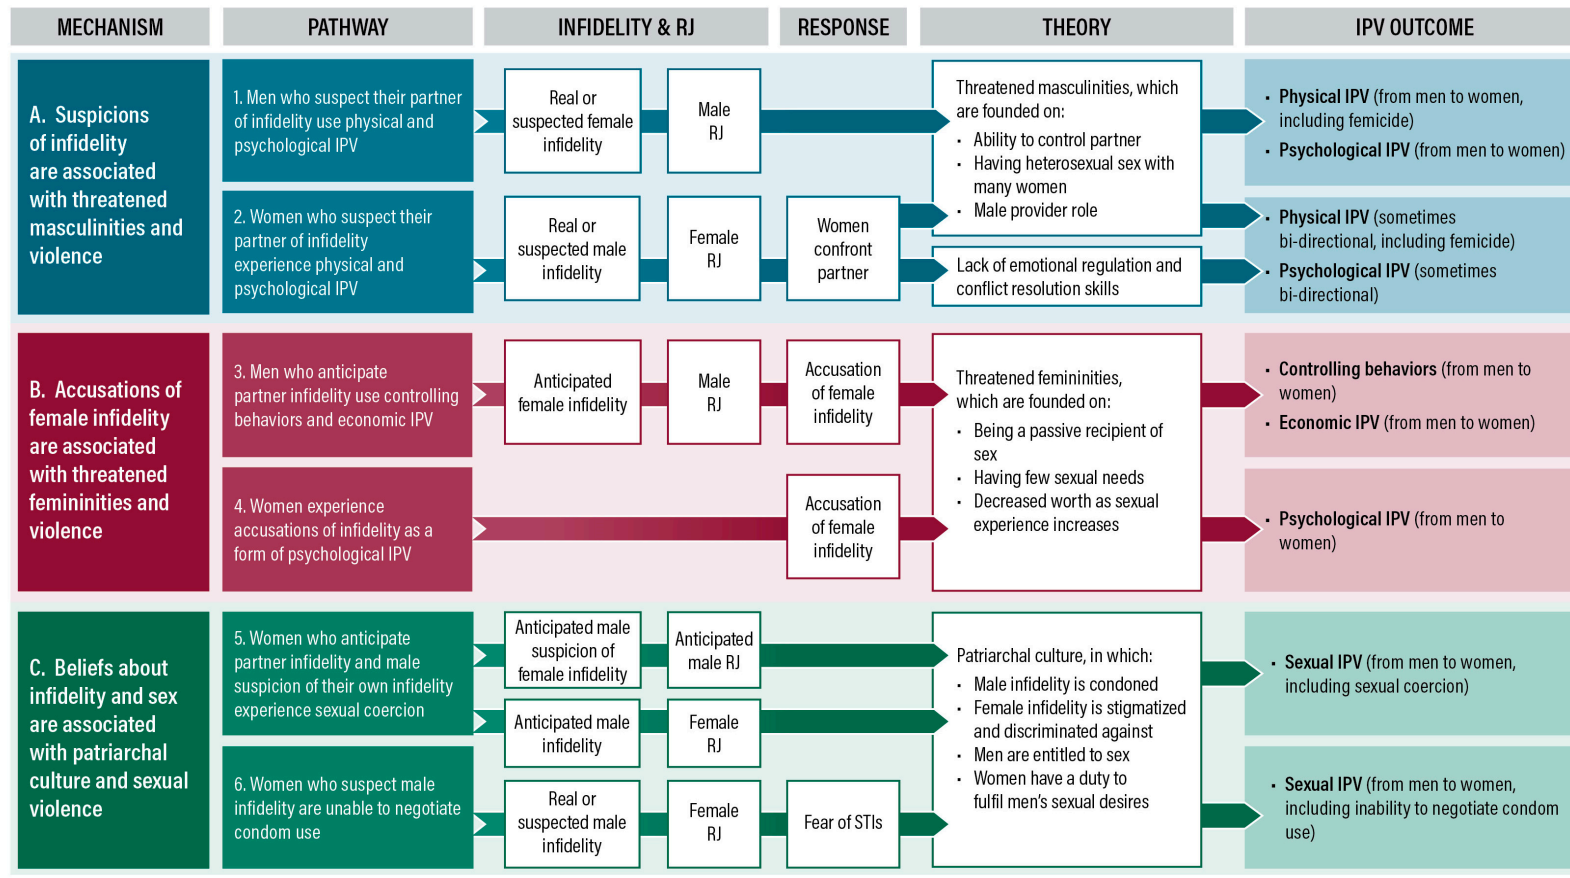 MECHANISM
PATHWAY
INFIDELITY & RJ
RESPONSE
THEORY
IPV OUTCOME
A. Suspicions
of infidelity
are associated
with threatened
masculinities and
violence
1. Men who suspect their partner
of infidelity use physical and
psychological IPV
Real or
suspected female
infidelity
Male
RJ
Threatened masculinities, which
are founded on:
· Ability to control partner
· Having heterosexual sex with
many women
· Male provider role
· Physical IPV (from men to women,
including femicide)
· Psychological IPV (from men to women)
2. Women who suspect their
partner of infidelity
experience physical and
psychological IPV
Real or
suspected male
infidelity
Female
RJ
Women
confront
partner
Lack of emotional regulation and
conflict resolution skills
· Physical IPV (sometimes
bi-directional, including femicide)
· Psychological IPV (sometimes
bi-directional)
B. Accusations of
female infidelity
are associated
with threatened
femininities and
violence
3. Men who anticipate
partner infidelity use controlling
behaviors and economic IPV
Anticipated
female infidelity
Male
RJ
Accusation
of female
infidelity
Threatened femininities,
which are founded on:
· Being a passive recipient of
sex
· Having few sexual needs
· Decreased worth as sexual
experience increases
· Controlling behaviors (from men to
women)
· Economic IPV (from men to women)
4. Women experience
accusations of infidelity as a
form of psychological IPV
Accusation
of female
infidelity
· Psychological IPV (from men to
women)
C. Beliefs about
infidelity and sex
are associated
with patriarchal
culture and sexual
violence
5. Women who anticipate
partner infidelity and male
suspicion of their own infidelity
experience sexual coercion
Anticipated male
suspicion of
female infidelity
Anticipated
male RJ
Anticipated male
infidelity
Female
RJ
Patriarchal culture, in which:
· Male infidelity is condoned
· Female infidelity is stigmatized
and discriminated against
· Men are entitled to sex
· Women have a duty to
fulfil men's sexual desires
· Sexual IPV (from men to women,
including sexual coercion)
6. Women who suspect male
infidelity are unable to negotiate
condom use
Real or
suspected male
infidelity
Female
RJ
Fear of STIs
· Sexual IPV (from men to women,
including inability to negotiate condom
use)